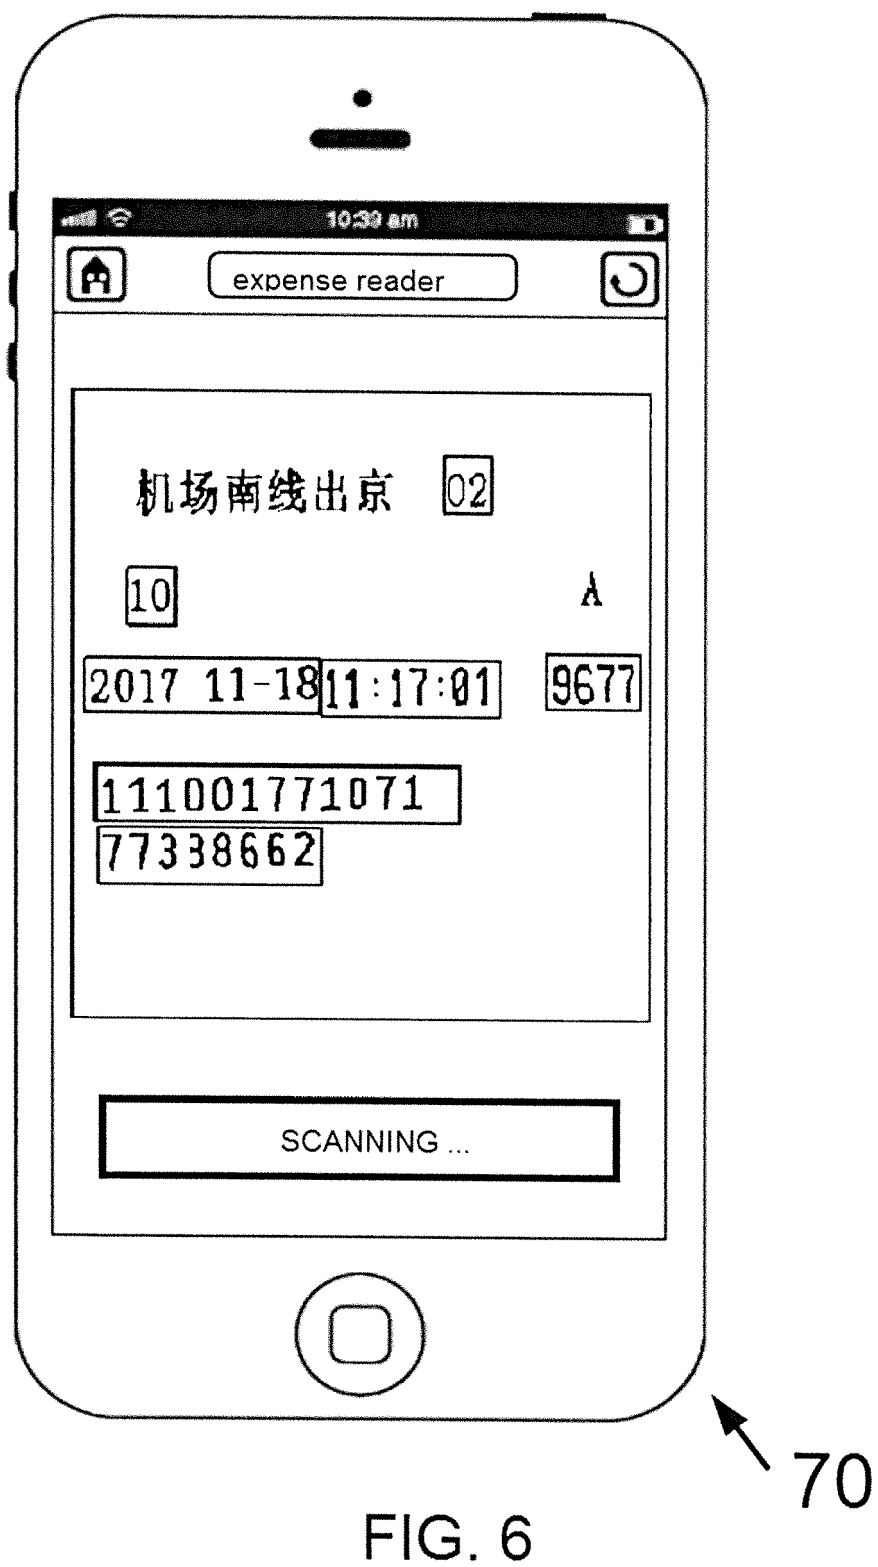 10:39 am
expense reader
机场南线出京 02
10 A
2017 11-18 11:17:01 9677
111001771071
77338662
SCANNING ...
70
FIG. 6